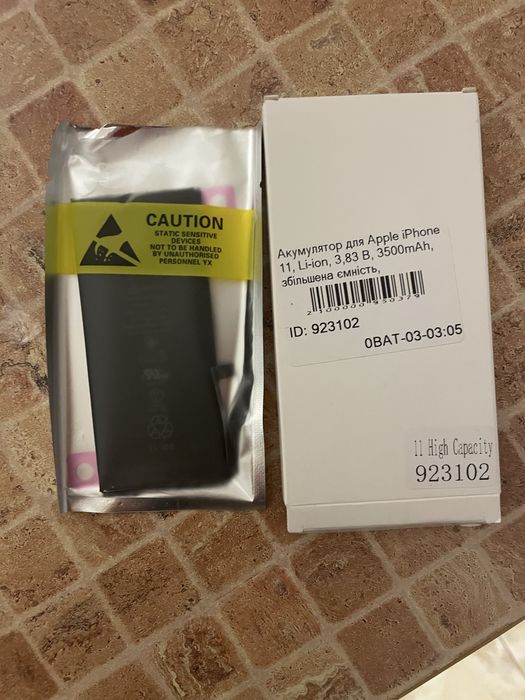 CAUTION
STATIC SENSITIVE
DEVICES
NOT TO BE HANDLED
BY UNAUTHORISED
PERSONNEL YX
Акумулятор для Apple iPhone
11, Li-ion, 3,83 В, 3500mAh,
збільшена ємність,
2100000950379
ID: 923102
0BAT-03-03:05
11 High Capacity
923102